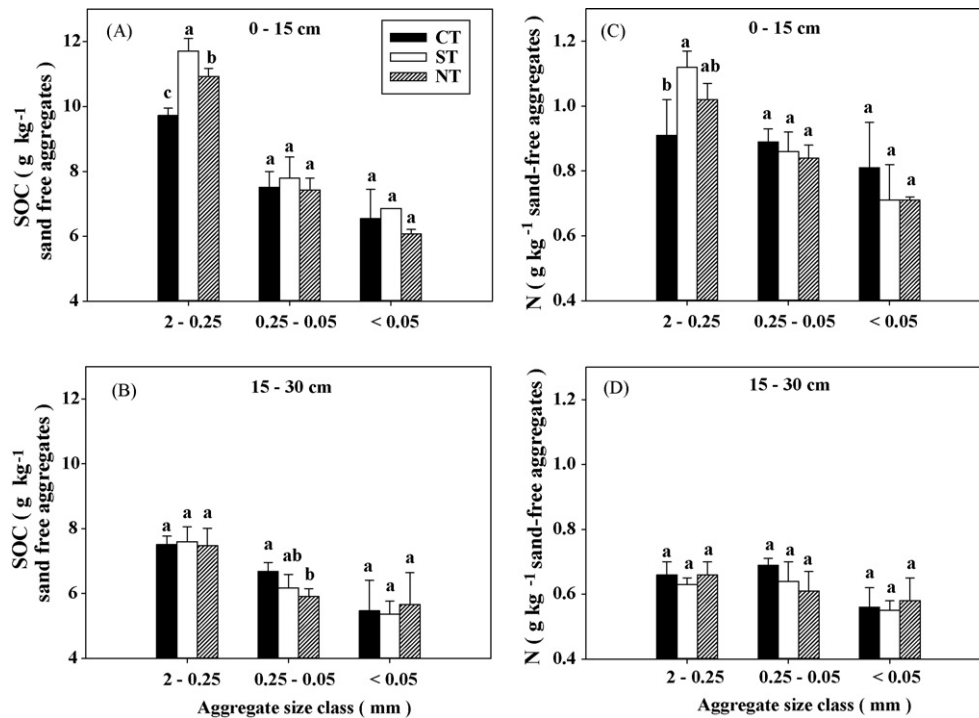 (A)
0 - 15 cm
CT
ST
NT
12
10
8
6
4
SOC ( g kg-1
sand free aggregates )
c
a
b
a
a
a
a
a
a
2 - 0.25
0.25 - 0.05
< 0.05
(C)
0 - 15 cm
1.2
1.0
0.8
0.6
0.4
N ( g kg -1 sand-free aggregates )
b
a
ab
a
a
a
a
a
a
2 - 0.25
0.25 - 0.05
< 0.05
(B)
15 - 30 cm
12
10
8
6
4
SOC ( g kg-1
sand free aggregates )
a
a
a
a
ab
b
a
a
a
2 - 0.25
0.25 - 0.05
< 0.05
Aggregate size class ( mm )
(D)
15 - 30 cm
1.2
1.0
0.8
0.6
0.4
N ( g kg -1 sand-free aggregates )
a
a
a
a
a
a
a
a
a
2 - 0.25
0.25 - 0.05
< 0.05
Aggregate size class ( mm )